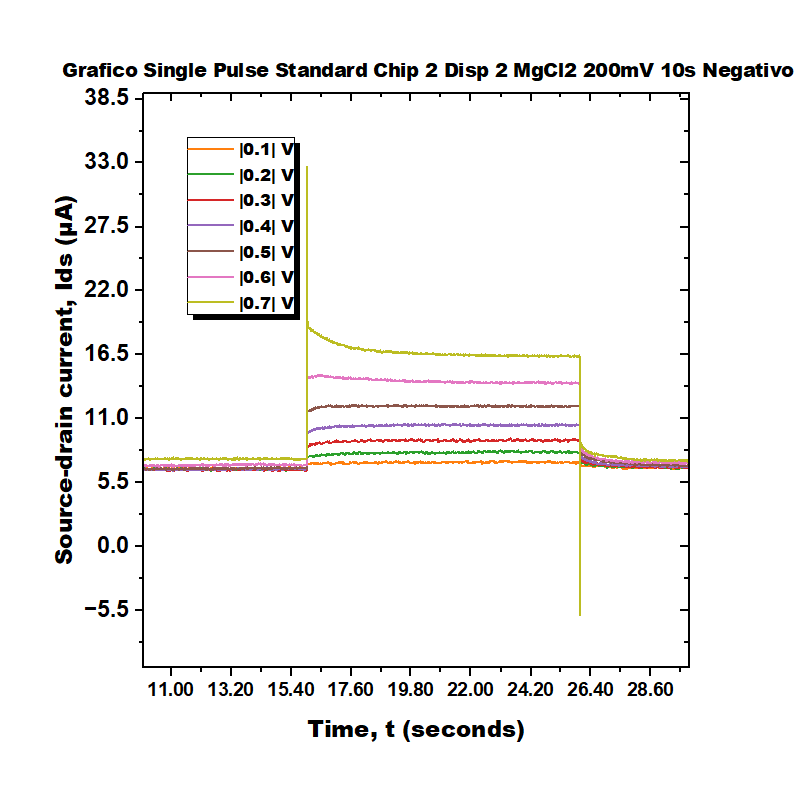 Grafico Single Pulse Standard Chip 2 Disp 2 MgCl2 200mV 10s Negativo
38.5
33.0
27.5
22.0
16.5
11.0
5.5
0.0
−5.5
Source-drain current, Ids (μA)
|0.1| V
|0.2| V
|0.3| V
|0.4| V
|0.5| V
|0.6| V
|0.7| V
11.00 13.20 15.40 17.60 19.80 22.00 24.20 26.40 28.60
Time, t (seconds)